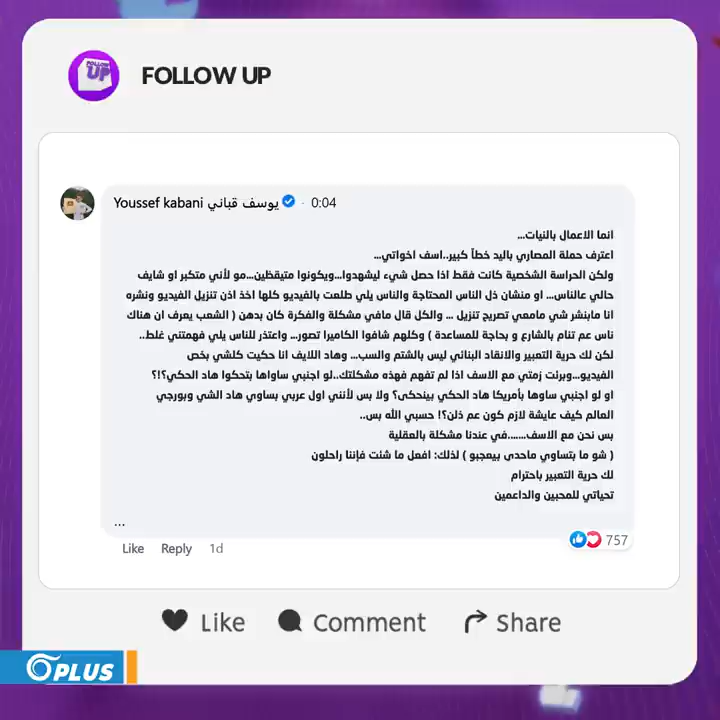 FOLLOW UP
FOLLOW UP
Youssef kabani يوسف قباني · 0:04
انما الاعمال بالنيات...
اعترف حملة المصاري باليد خطأ كبير..اسف اخواتي...
ولكن الحراسة الشخصية كانت فقط اذا حصل شيء ليشهدوا...ويكونوا متيقظين...مو لأني متكبر او شايف
حالي عالناس... او منشان ذل الناس المحتاجة والناس يلي طلعت بالفيديو كلها اخذ اذن تنزيل الفيديو ونشره
انا مابنشر شي مامعي تصريح تنزيل ... والكل قال مافي مشكلة والفكرة كان بدهن ( الشعب يعرف ان هناك
ناس عم تنام بالشارع و بحاجة للمساعدة ) وكلهم شافوا الكاميرا تصور... واعتذر للناس يلي فهمتني غلط..
لكن لك حرية التعبير والانقاد البنائي ليس بالشتم والسب... وهاد اللايف انا حكيت كلشي بخص
الفيديو...وبرئت زمتي مع الاسف اذا لم تفهم فهذه مشكلتك..لو اجنبي ساواها بتحكوا هاد الحكي؟!؟
او لو اجنبي ساوها بأمريكا هاد الحكي بينحكى؟ ولا بس لأنني اول عربي بساوي هاد الشي وبورجي
العالم كيف عايشة لازم كون عم ذلن؟! حسبي الله بس..
بس نحن مع الاسف.......في عندنا مشكلة بالعقلية
( شو ما بتساوي ماحدى بيعجبو ) لذلك: افعل ما شئت فإننا راحلون
لك حرية التعبير باحترام
تحياتي للمحبين والداعمين
...
Like Reply 1d
757
Like Comment Share
OPLUS